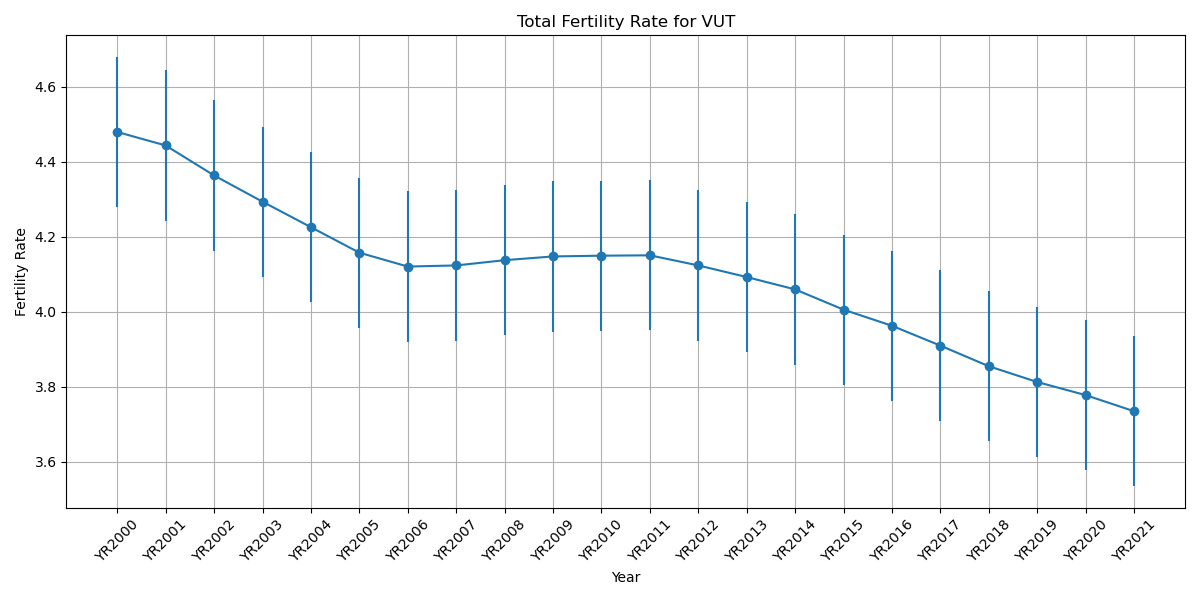 Total Fertility Rate for VUT
Fertility Rate
4.6
4.4
4.2
4.0
3.8
3.6
YR2000
YR2001
YR2002
YR2003
YR2004
YR2005
YR2006
YR2007
YR2008
YR2009
YR2010
YR2011
YR2012
YR2013
YR2014
YR2015
YR2016
YR2017
YR2018
YR2019
YR2020
YR2021
Year